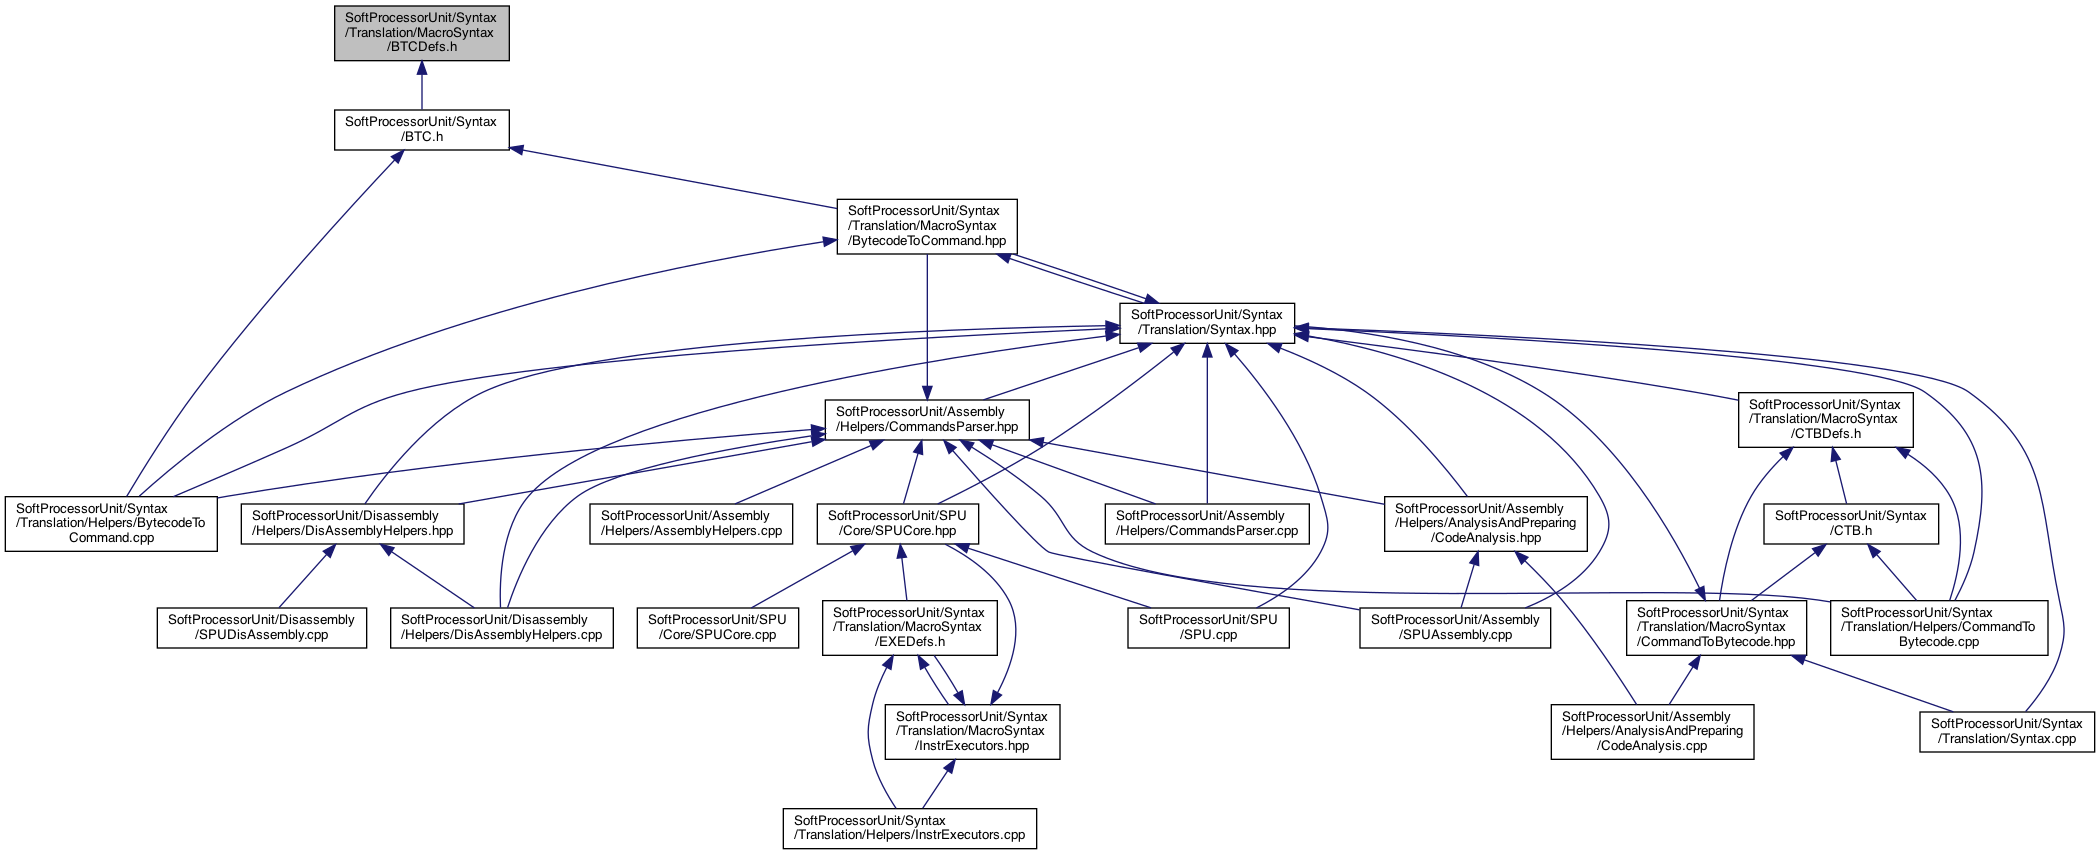 SoftProcessorUnit/Syntax
/Translation/MacroSyntax
/BTCDefs.h
SoftProcessorUnit/Syntax
/BTC.h
SoftProcessorUnit/Syntax
/Translation/MacroSyntax
/BytecodeToCommand.hpp
SoftProcessorUnit/Syntax
/Translation/Syntax.hpp
SoftProcessorUnit/Assembly
/Helpers/CommandsParser.hpp
SoftProcessorUnit/Syntax
/Translation/MacroSyntax
/CTBDefs.h
SoftProcessorUnit/Syntax
/Translation/Helpers/BytecodeTo
Command.cpp
SoftProcessorUnit/Disassembly
/Helpers/DisAssemblyHelpers.hpp
SoftProcessorUnit/Assembly
/Helpers/AssemblyHelpers.cpp
SoftProcessorUnit/SPU
/Core/SPUCore.hpp
SoftProcessorUnit/Assembly
/Helpers/CommandsParser.cpp
SoftProcessorUnit/Assembly
/Helpers/AnalysisAndPreparing
/CodeAnalysis.hpp
SoftProcessorUnit/Syntax
/CTB.h
SoftProcessorUnit/Disassembly
/SPUDisAssembly.cpp
SoftProcessorUnit/Disassembly
/Helpers/DisAssemblyHelpers.cpp
SoftProcessorUnit/SPU
/Core/SPUCore.cpp
SoftProcessorUnit/Syntax
/Translation/MacroSyntax
/EXEDefs.h
SoftProcessorUnit/SPU
/SPU.cpp
SoftProcessorUnit/Assembly
/SPUAssembly.cpp
SoftProcessorUnit/Syntax
/Translation/MacroSyntax
/CommandToBytecode.hpp
SoftProcessorUnit/Syntax
/Translation/Helpers/CommandTo
Bytecode.cpp
SoftProcessorUnit/Syntax
/Translation/MacroSyntax
/InstrExecutors.hpp
SoftProcessorUnit/Assembly
/Helpers/AnalysisAndPreparing
/CodeAnalysis.cpp
SoftProcessorUnit/Syntax
/Translation/Syntax.cpp
SoftProcessorUnit/Syntax
/Translation/Helpers/InstrExecutors.cpp